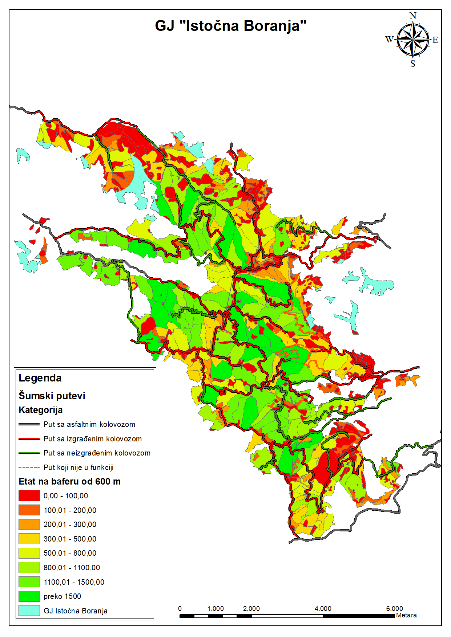 GJ "Istočna Boranja"
N
W
E
S
Legenda
Šumski putevi
Kategorija
Put sa asfaltnim kolovozom
Put sa izgrađenim kolovozom
Put sa neizgrađenim kolovozom
Put koji nije u funkciji
Etat na baferu od 600 m
0,00 - 100,00
100,01 - 200,00
200,01 - 300,00
300,01 - 500,00
500,01 - 800,00
800,01 - 1100,00
1100,01 - 1500,00
preko 1500
GJ Istočna Boranja
0 1.000 2.000 4.000 6.000
Metara